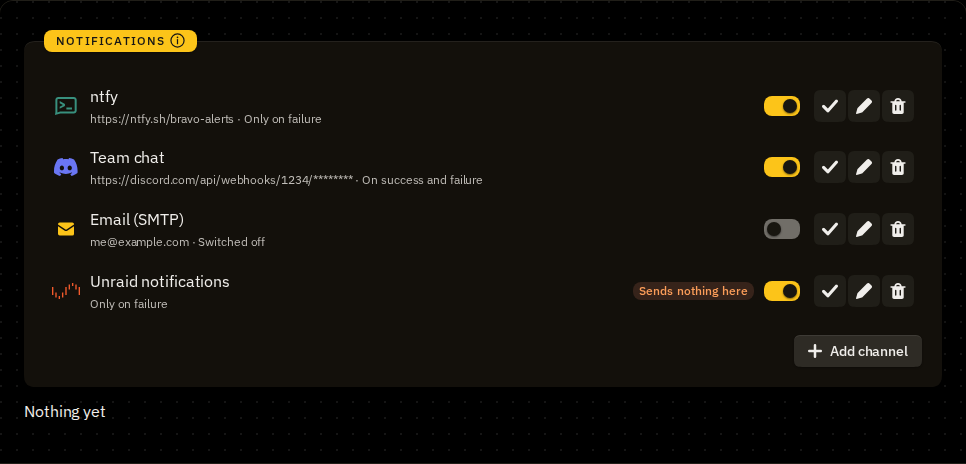 NOTIFICATIONS
ntfy
https://ntfy.sh/bravo-alerts · Only on failure
Team chat
https://discord.com/api/webhooks/1234/******** · On success and failure
Email (SMTP)
me@example.com · Switched off
Unraid notifications
Sends nothing here
Only on failure
Add channel
Nothing yet